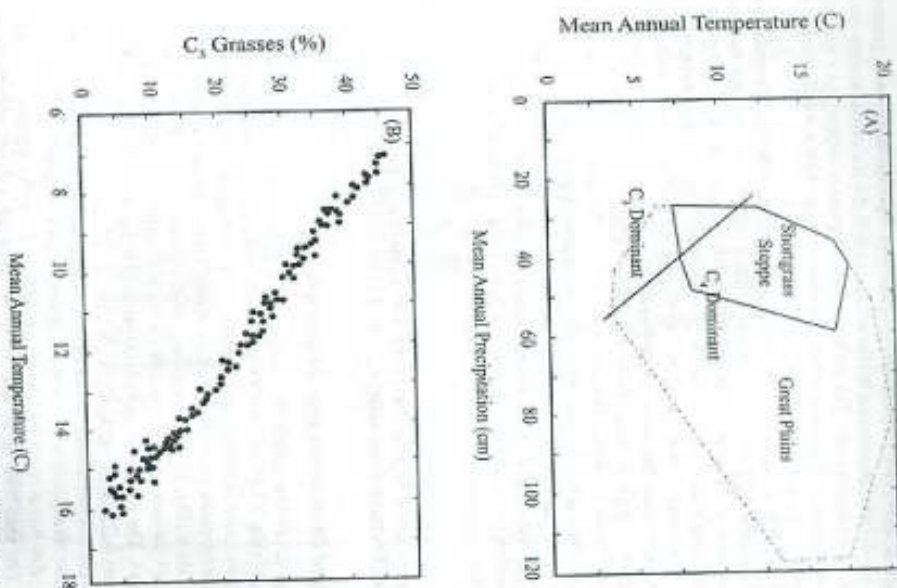 Mean Annual Temperature (C)
20
15
10
5
0
(A)
Shortgrass
Steppe
Great Plains
C₄ Dominant
C₃ Dominant
0
20
40
60
80
100
120
Mean Annual Precipitation (cm)
C₃ Grasses (%)
50
40
30
20
10
0
(B)
6
8
10
12
14
16
18
Mean Annual Temperature (C)